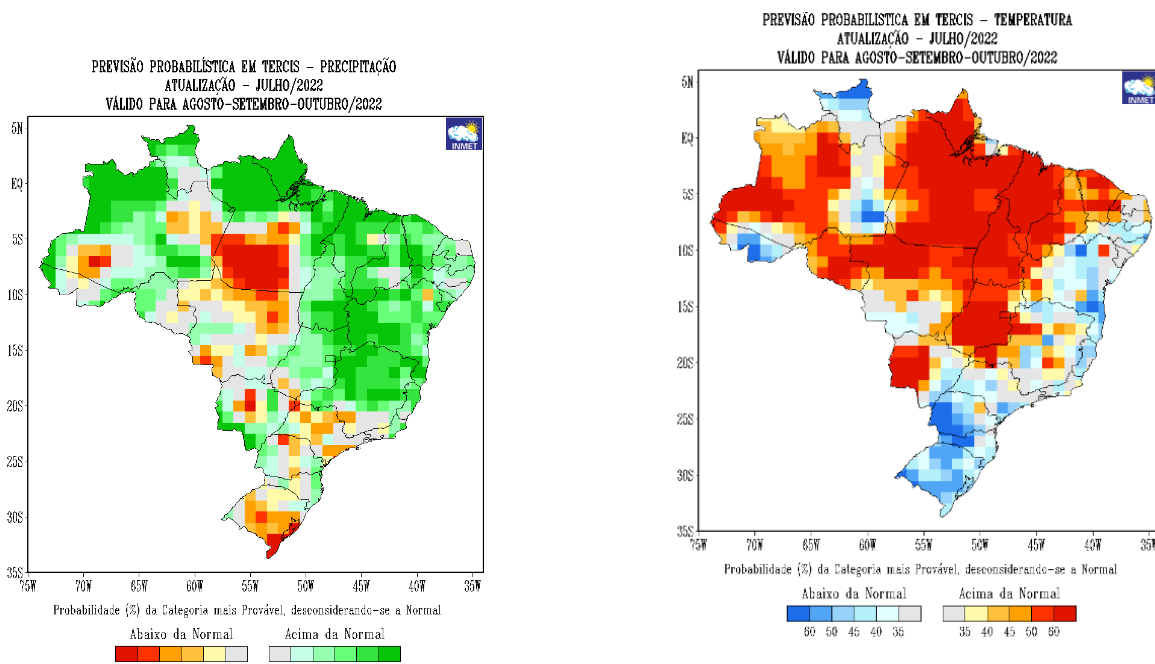 PREVISÃO PROBABILÍSTICA EM TERCIS - PRECIPITAÇÃO
ATUALIZAÇÃO - JULHO/2022
VÁLIDO PARA AGOSTO-SETEMBRO-OUTUBRO/2022
INMET
5N
EQ
5S
10S
15S
20S
25S
30S
35S
75W 70W 65W 60W 55W 50W 45W 40W 35W
Probabilidade (%) da Categoria mais Provável, desconsiderando-se a Normal
Abaixo da Normal Acima da Normal
PREVISÃO PROBABILISTICA EM TERCIS - TEMPERATURA
ATUALIZAÇÃO - JULHO/2022
VÁLIDO PARA AGOSTO-SETEMBRO-OUTUBRO/2022
INMET
5N
EQ
5S
10S
15S
20S
25S
30S
35S
75W 70W 65W 60W 55W 50W 45W 40W 35W
Probabilidade (%) da Categoria mais Provável, desconsiderando-se a Normal
Abaixo da Normal Acima da Normal
60 50 45 40 35 35 40 45 50 60